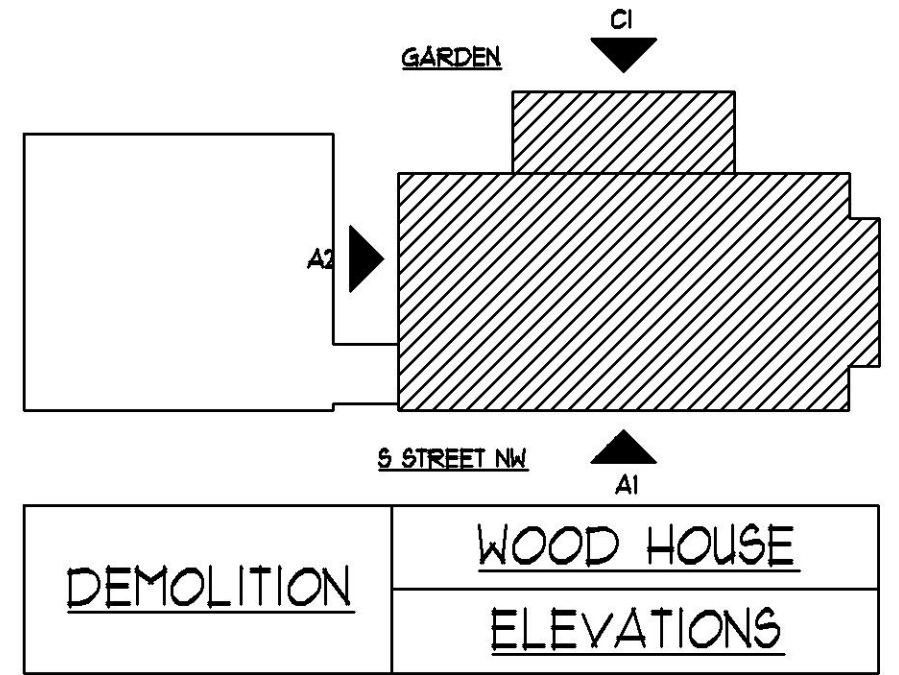 C1
GARDEN
A2
S STREET NW
A1
DEMOLITION
WOOD HOUSE
ELEVATIONS